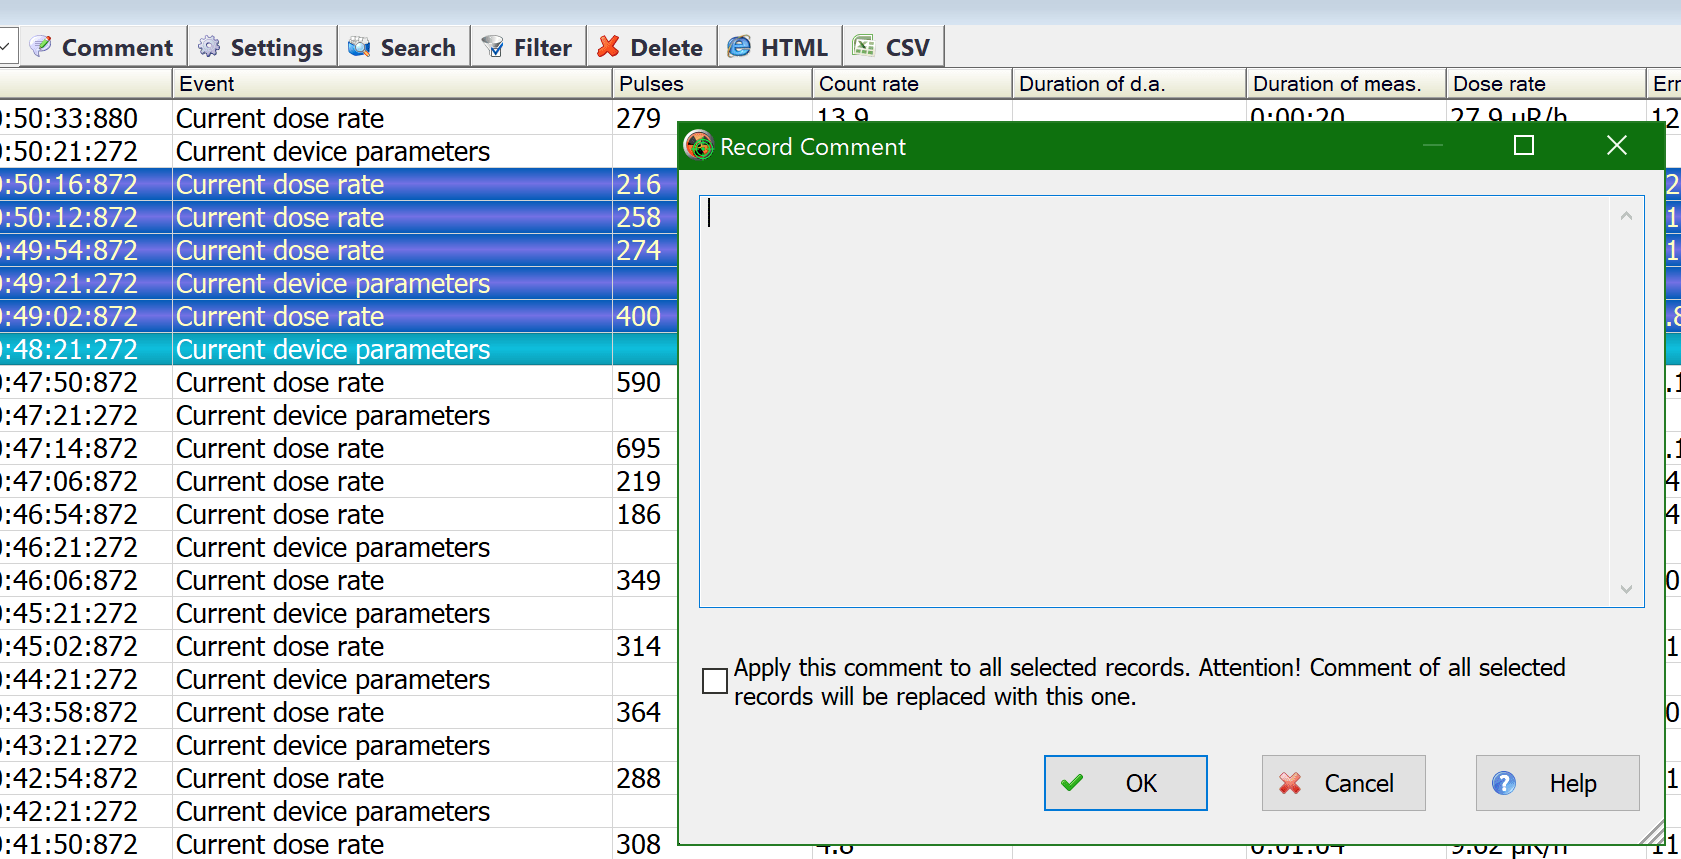 Comment Settings Search Filter Delete HTML CSV
Event Pulses Count rate Duration of d.a. Duration of meas. Dose rate Err
:50:33:880 Current dose rate 279 13.9 0:00:20 27.9 µR/h 12
:50:21:272 Current device parameters
:50:16:872 Current dose rate 216 2
:50:12:872 Current dose rate 258 1
:49:54:872 Current dose rate 274 1
:49:21:272 Current device parameters
:49:02:872 Current dose rate 400 .8
:48:21:272 Current device parameters
:47:50:872 Current dose rate 590 .1
:47:21:272 Current device parameters
:47:14:872 Current dose rate 695 .1
:47:06:872 Current dose rate 219 4
:46:54:872 Current dose rate 186 4
:46:21:272 Current device parameters
:46:06:872 Current dose rate 349 0
:45:21:272 Current device parameters
:45:02:872 Current dose rate 314 1
:44:21:272 Current device parameters
:43:58:872 Current dose rate 364 0
:43:21:272 Current device parameters
:42:54:872 Current dose rate 288 1
:42:21:272 Current device parameters
:41:50:872 Current dose rate 308 4.8 0:01:04 9.62 µR/h 11
Record Comment
Apply this comment to all selected records. Attention! Comment of all selected
records will be replaced with this one.
OK Cancel Help